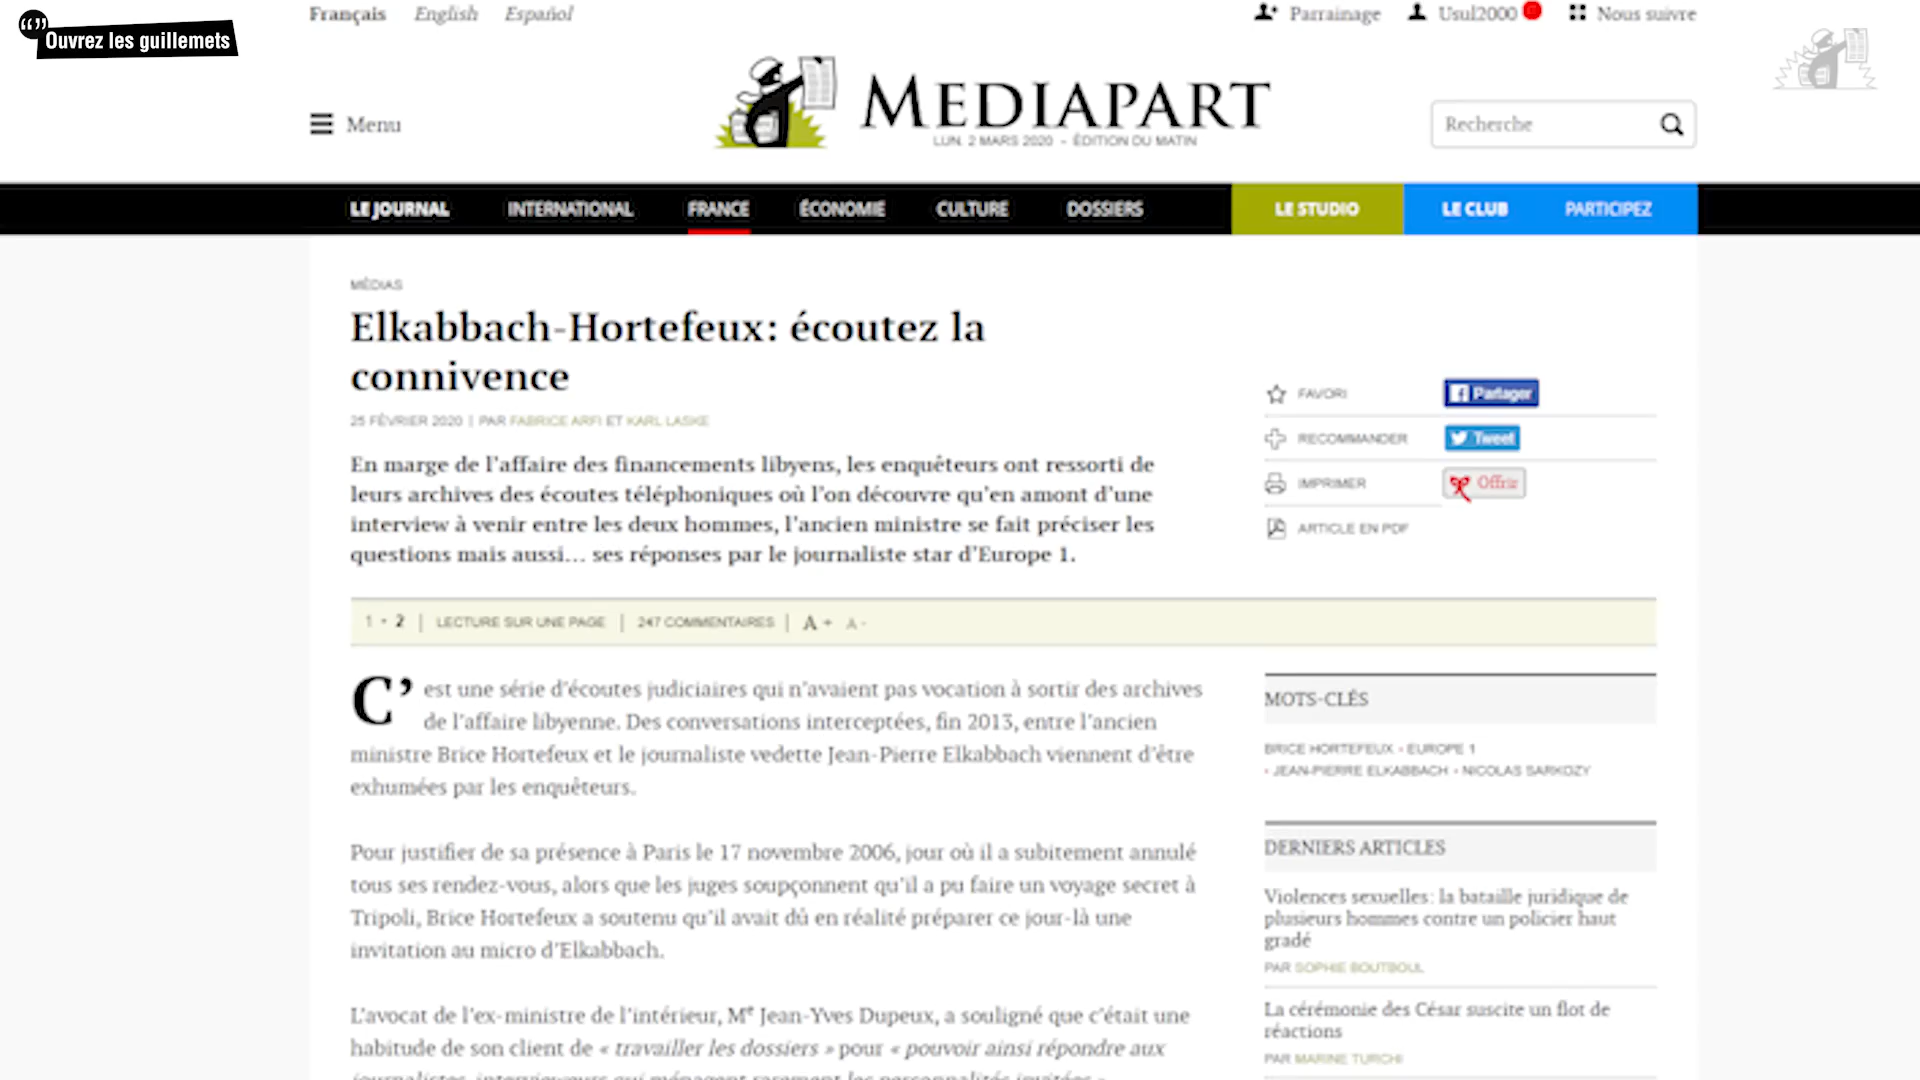 Ouvrez les guillemets
Français English Español
Parrainage Usul2000 Nous suivre
Menu
MEDIAPART
LUN. 2 MARS 2020 - ÉDITION DU MATIN
Recherche
LE JOURNAL INTERNATIONAL FRANCE ÉCONOMIE CULTURE DOSSIERS LE STUDIO LE CLUB PARTICIPEZ
MÉDIAS
Elkabbach-Hortefeux: écoutez la
connivence
25 FÉVRIER 2020 | PAR FABRICE ARFI ET KARL LASKE
En marge de l'affaire des financements libyens, les enquêteurs ont ressorti de
leurs archives des écoutes téléphoniques où l'on découvre qu'en amont d'une
interview à venir entre les deux hommes, l'ancien ministre se fait préciser les
questions mais aussi… ses réponses par le journaliste star d'Europe 1.
FAVORI Partager
RECOMMANDER Tweet
IMPRIMER Offrir
ARTICLE EN PDF
1 • 2 | LECTURE SUR UNE PAGE | 247 COMMENTAIRES | A + A -
C'est une série d'écoutes judiciaires qui n'avaient pas vocation à sortir des archives
de l'affaire libyenne. Des conversations interceptées, fin 2013, entre l'ancien
ministre Brice Hortefeux et le journaliste vedette Jean-Pierre Elkabbach viennent d'être
exhumées par les enquêteurs.
Pour justifier de sa présence à Paris le 17 novembre 2006, jour où il a subitement annulé
tous ses rendez-vous, alors que les juges soupçonnent qu'il a pu faire un voyage secret à
Tripoli, Brice Hortefeux a soutenu qu'il avait dû en réalité préparer ce jour-là une
invitation au micro d'Elkabbach.
L'avocat de l'ex-ministre de l'intérieur, Me Jean-Yves Dupeux, a souligné que c'était une
habitude de son client de « travailler les dossiers » pour « pouvoir ainsi répondre aux
journalistes, intervieweurs qui ménagent rarement les personnalités invitées »
MOTS-CLÉS
BRICE HORTEFEUX • EUROPE 1
• JEAN-PIERRE ELKABBACH • NICOLAS SARKOZY
DERNIERS ARTICLES
Violences sexuelles: la bataille juridique de
plusieurs hommes contre un policier haut
gradé
PAR SOPHIE BOUTBOUL
La cérémonie des César suscite un flot de
réactions
PAR MARINE TURCHI